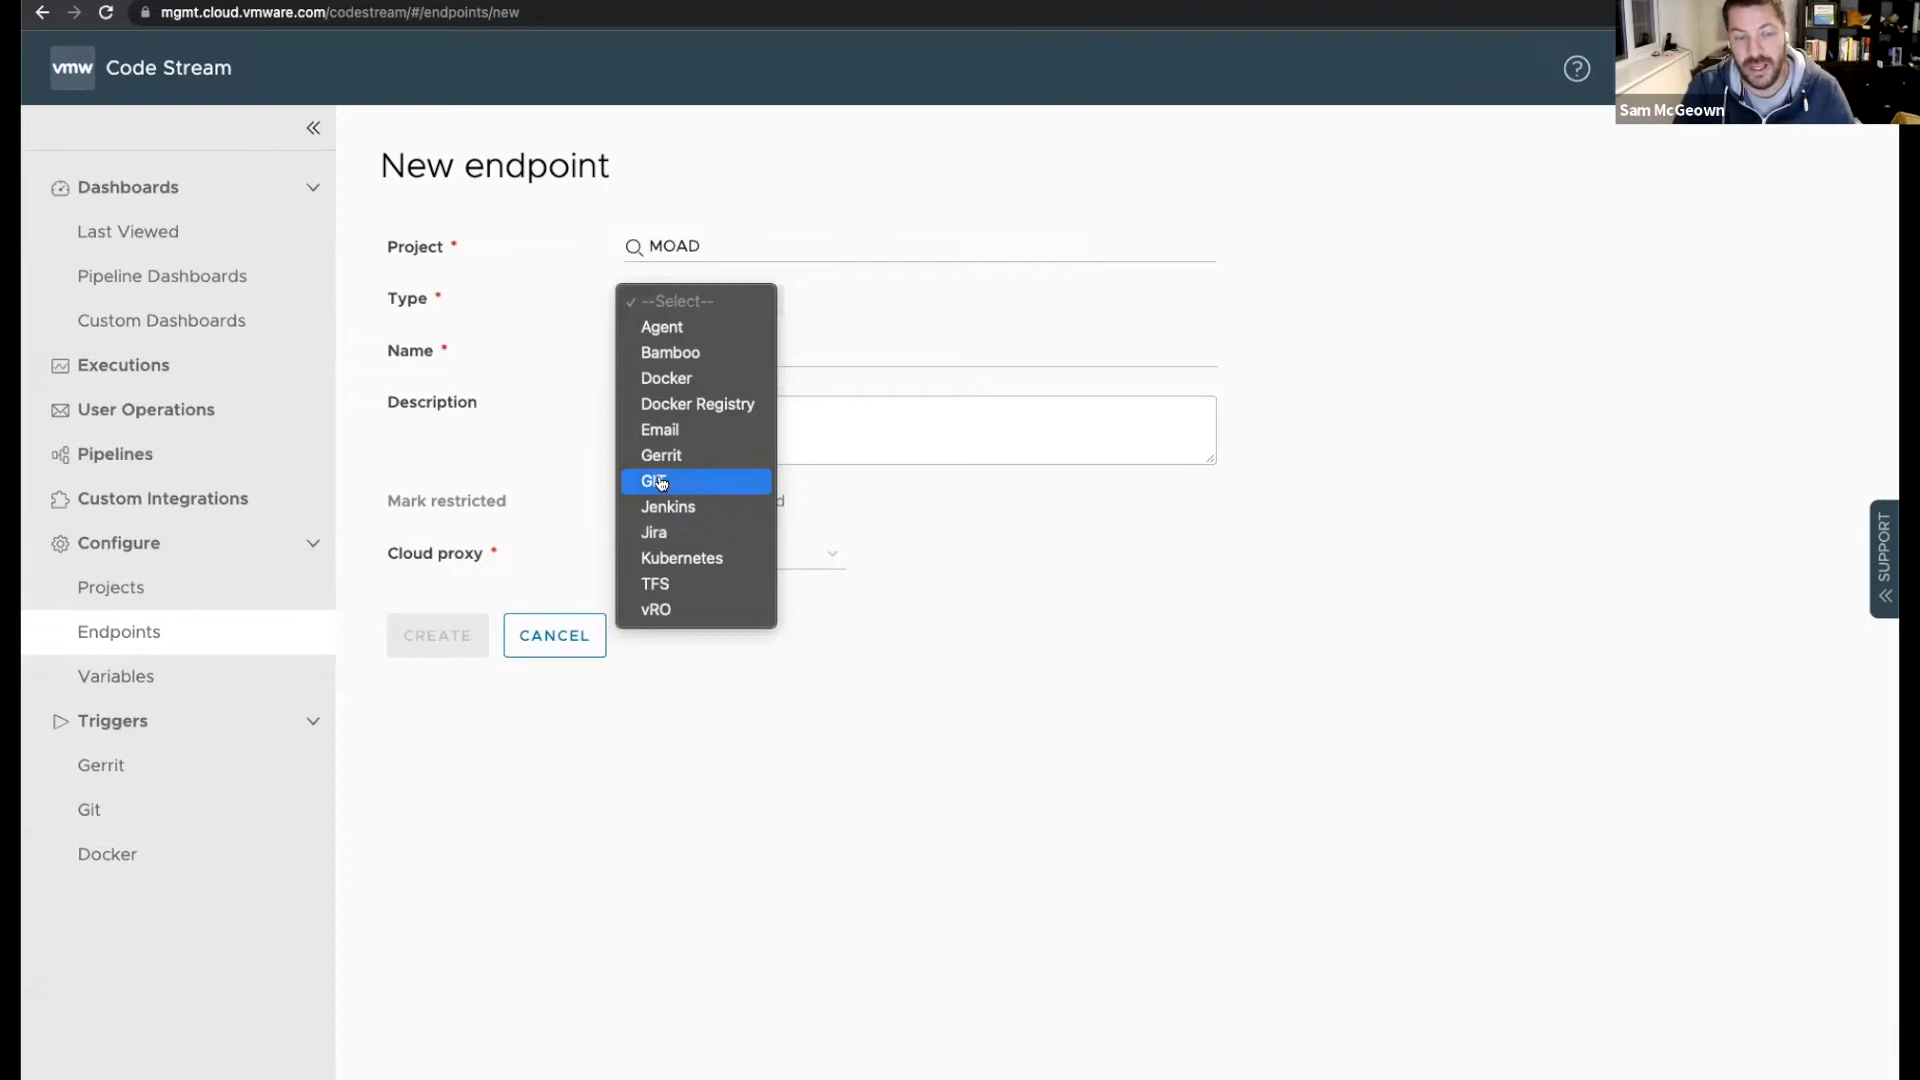 mgmt.cloud.vmware.com/codestream/#/endpoints/new
vmw Code Stream
?
Sam McGeown
Dashboards
Last Viewed
Pipeline Dashboards
Custom Dashboards
Executions
User Operations
Pipelines
Custom Integrations
Configure
Projects
Endpoints
Variables
Triggers
Gerrit
Git
Docker
New endpoint
Project *
MOAD
Type *
--Select--
Agent
Bamboo
Docker
Docker Registry
Email
Gerrit
GIT
Jenkins
Jira
Kubernetes
TFS
vRO
Name *
Description
Mark restricted
Cloud proxy *
CREATE
CANCEL
SUPPORT